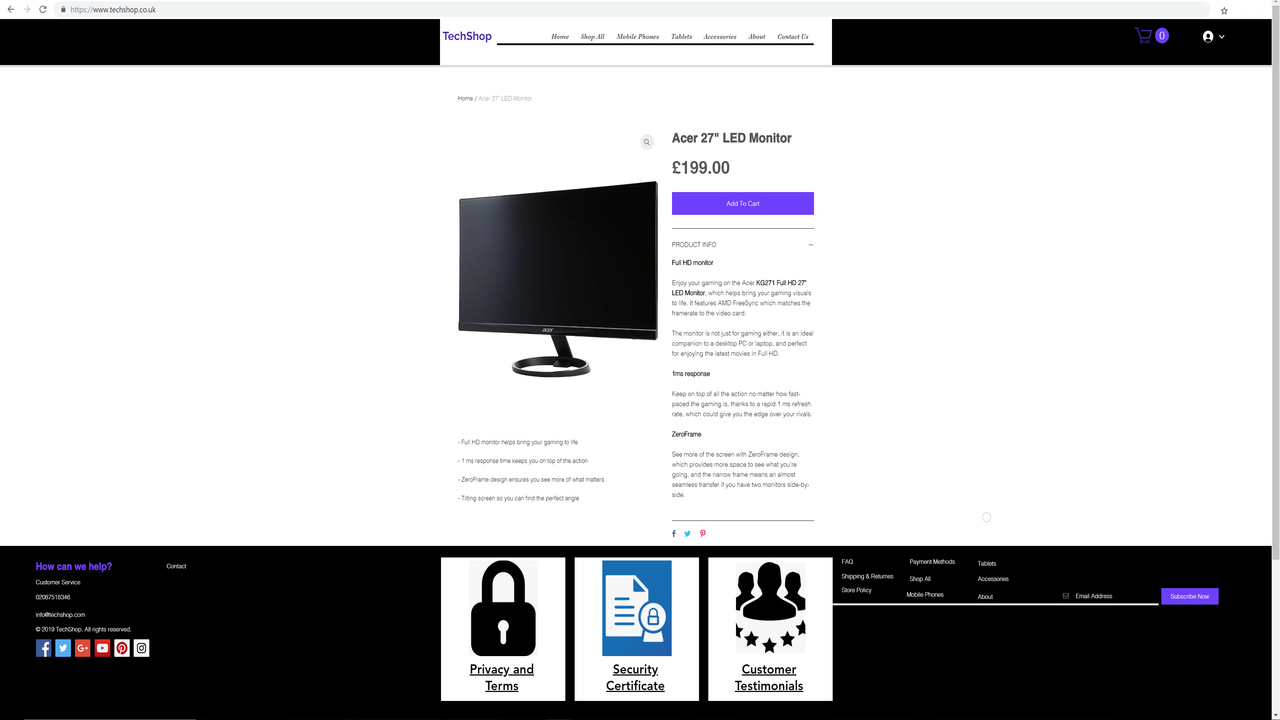 https://www.techshop.co.uk
TechShop
Home Shop All Mobile Phones Tablets Accessories About Contact Us
0
Home / Acer 27" LED Monitor
Acer 27" LED Monitor
£199.00
Add To Cart
PRODUCT INFO
Full HD monitor
Enjoy your gaming on the Acer KG271 Full HD 27"
LED Monitor, which helps bring your gaming visuals
to life. It features AMD FreeSync which matches the
framerate to the video card.
The monitor is not just for gaming either, it is an ideal
companion to a desktop PC or laptop, and perfect
for enjoying the latest movies in Full HD.
1ms response
Keep on top of all the action no matter how fast-
paced the gaming is, thanks to a rapid 1 ms refresh
rate, which could give you the edge over your rivals.
ZeroFrame
See more of the screen with ZeroFrame design,
which provides more space to see what you're
going, and the narrow frame means an almost
seamless transfer if you have two monitors side-by-
side.
acer
- Full HD monitor helps bring your gaming to life
- 1 ms response time keeps you on top of the action
- ZeroFrame design ensures you see more of what matters
- Tilting screen so you can find the perfect angle
How can we help?
Contact
Customer Service
02087518346
info@techshop.com
© 2019 TechShop. All rights reserved.
Privacy and
Terms
Security
Certificate
Customer
Testimonials
FAQ
Shipping & Returnes
Store Policy
Payment Methods
Shop All
Mobile Phones
Tablets
Accessories
About
Email Address
Subscribe Now